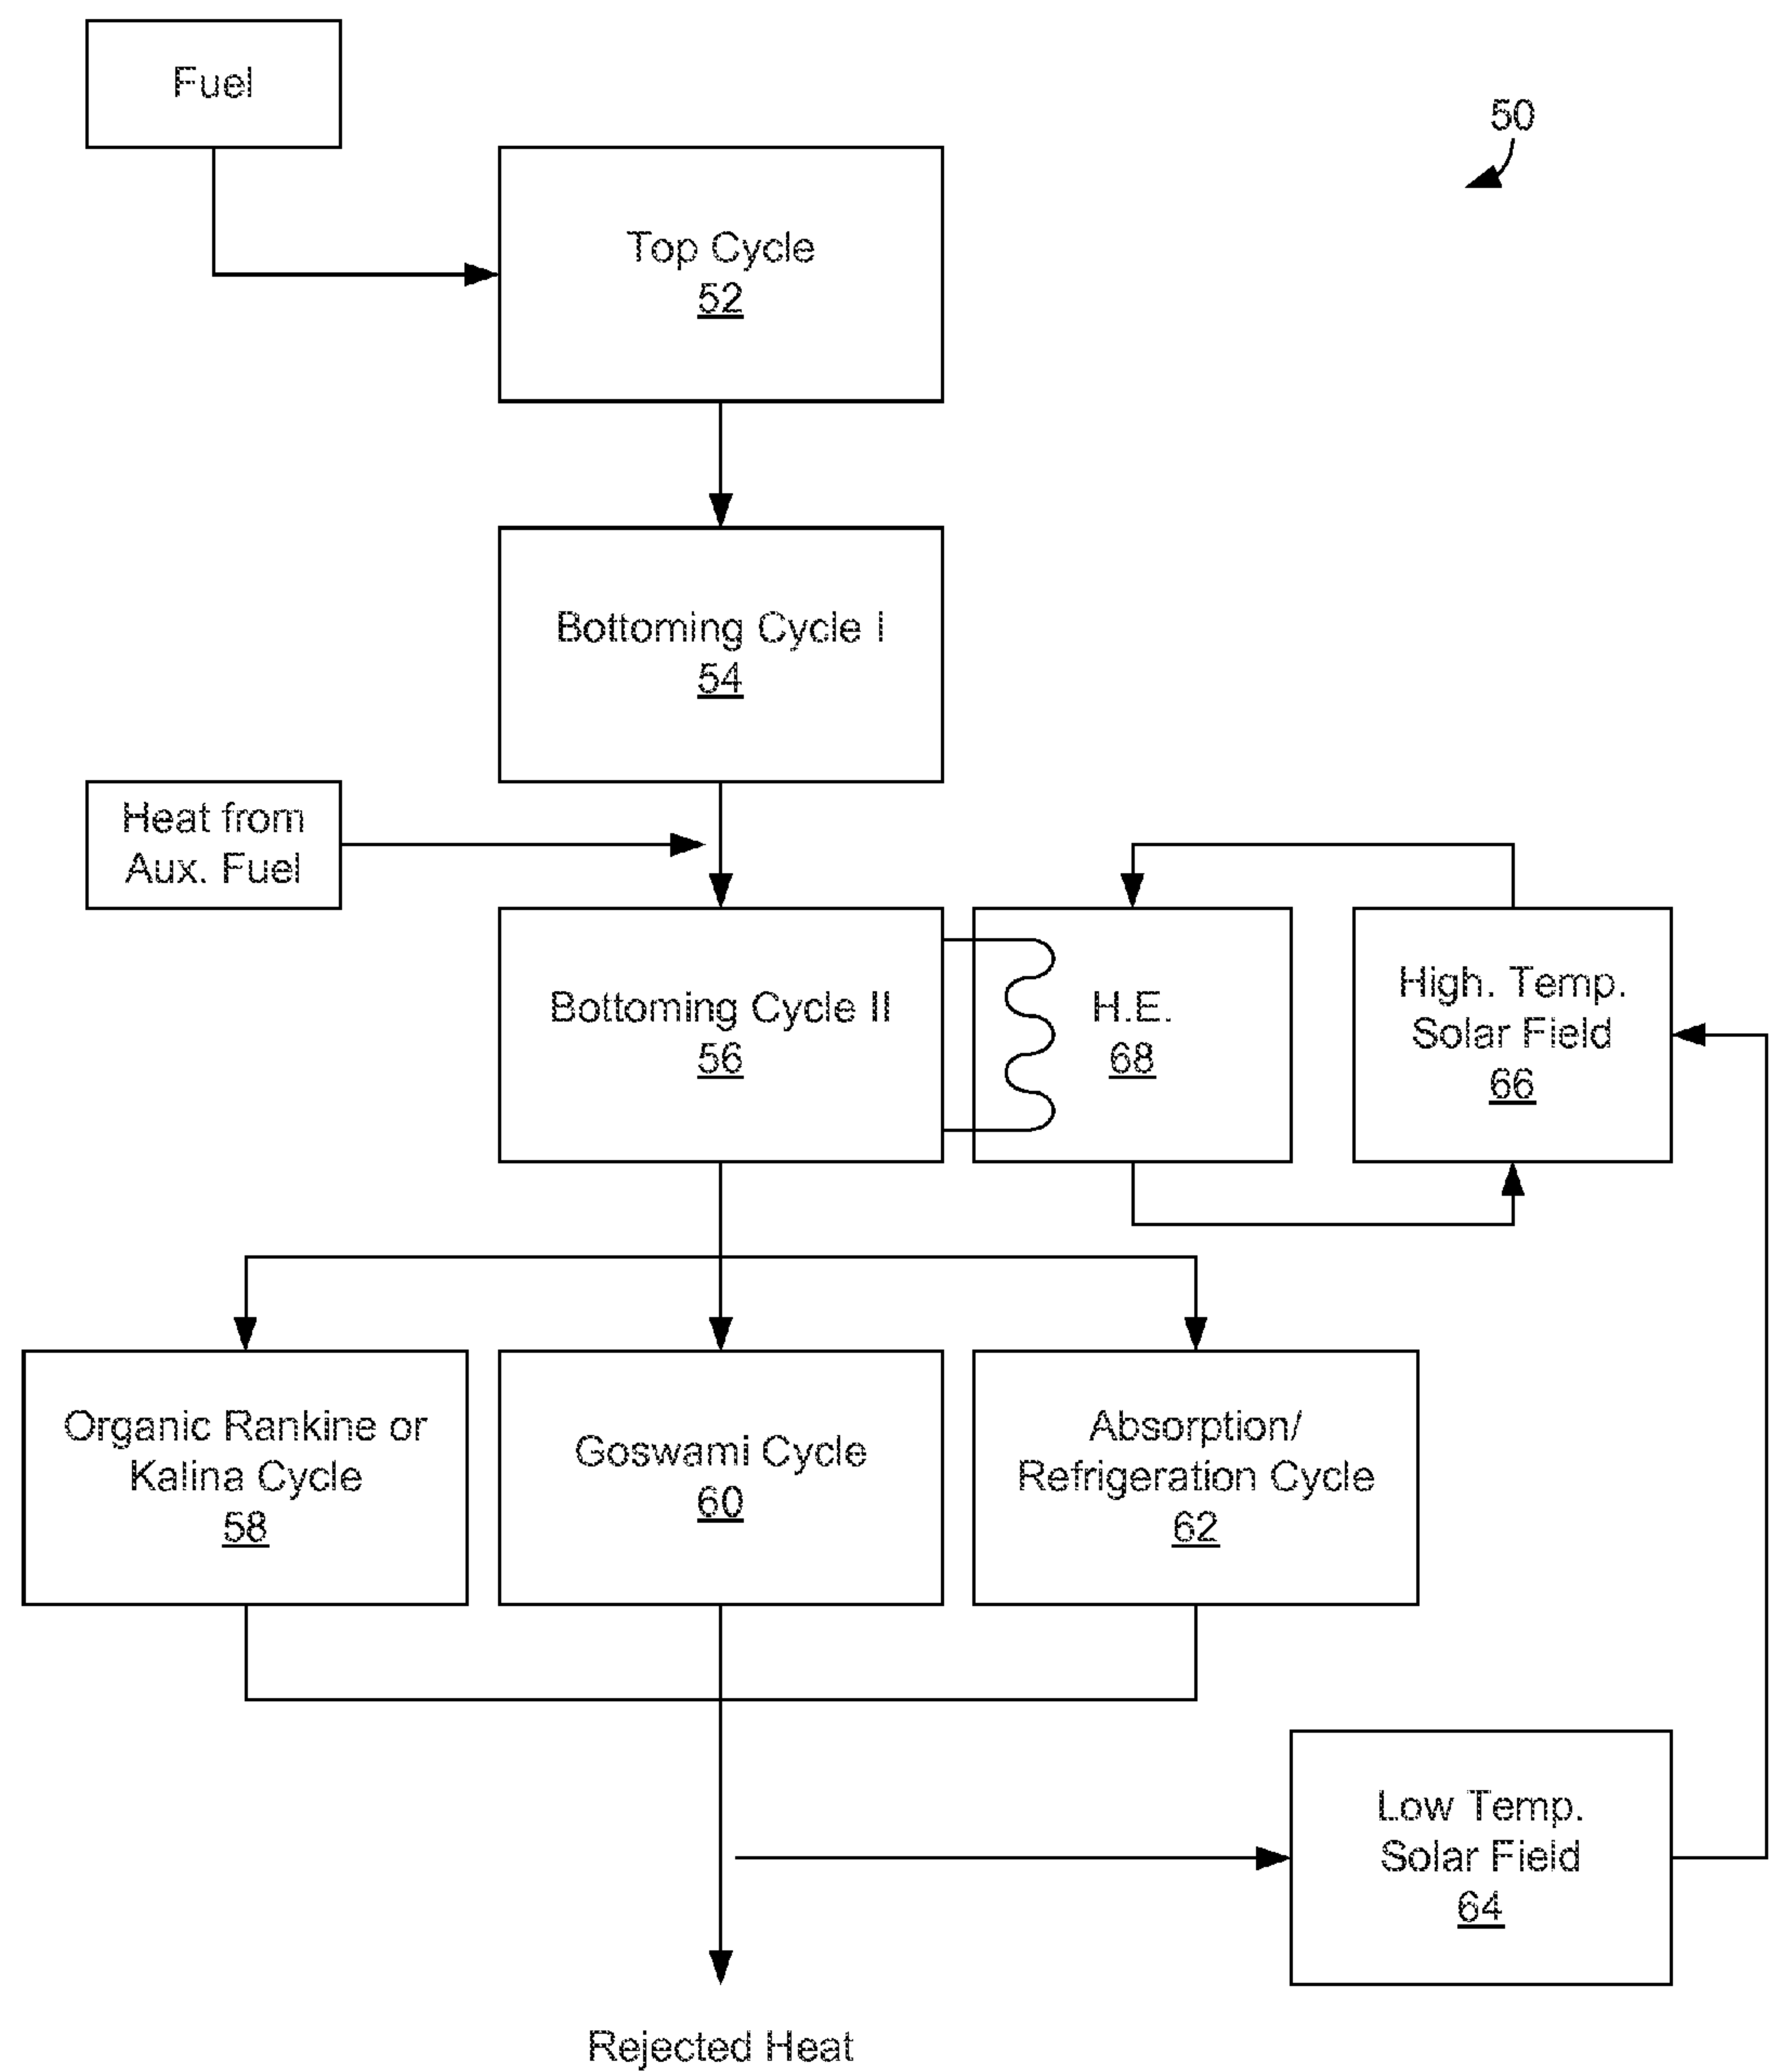 Fuel
50
Top Cycle
52
Bottoming Cycle I
54
Heat from
Aux. Fuel
Bottoming Cycle II
56
H.E.
68
High. Temp.
Solar Field
66
Organic Rankine or
Kalina Cycle
58
Goswami Cycle
60
Absorption/
Refrigeration Cycle
62
Low Temp.
Solar Field
64
Rejected Heat